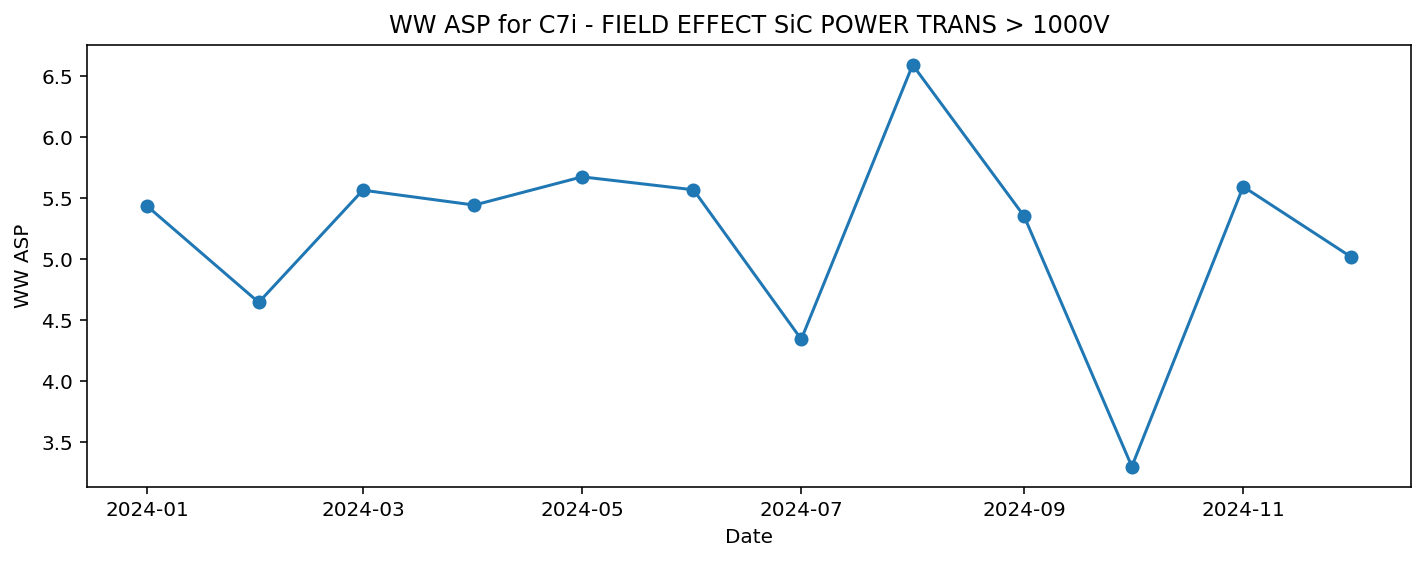 WW ASP for C7i - FIELD EFFECT SiC POWER TRANS > 1000V
WW ASP
6.5
6.0
5.5
5.0
4.5
4.0
3.5
2024-01 2024-03 2024-05 2024-07 2024-09 2024-11
Date